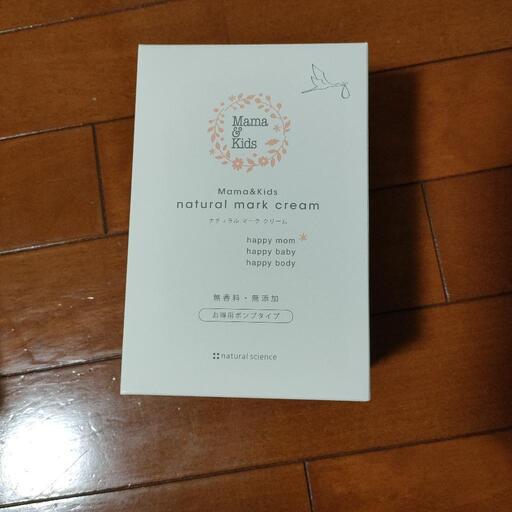 Mama
&
Kids
Mama&Kids
natural mark cream
ナチュラル マーク クリーム
happy mom
happy baby
happy body
無香料・無添加
お得用ポンプタイプ
natural science